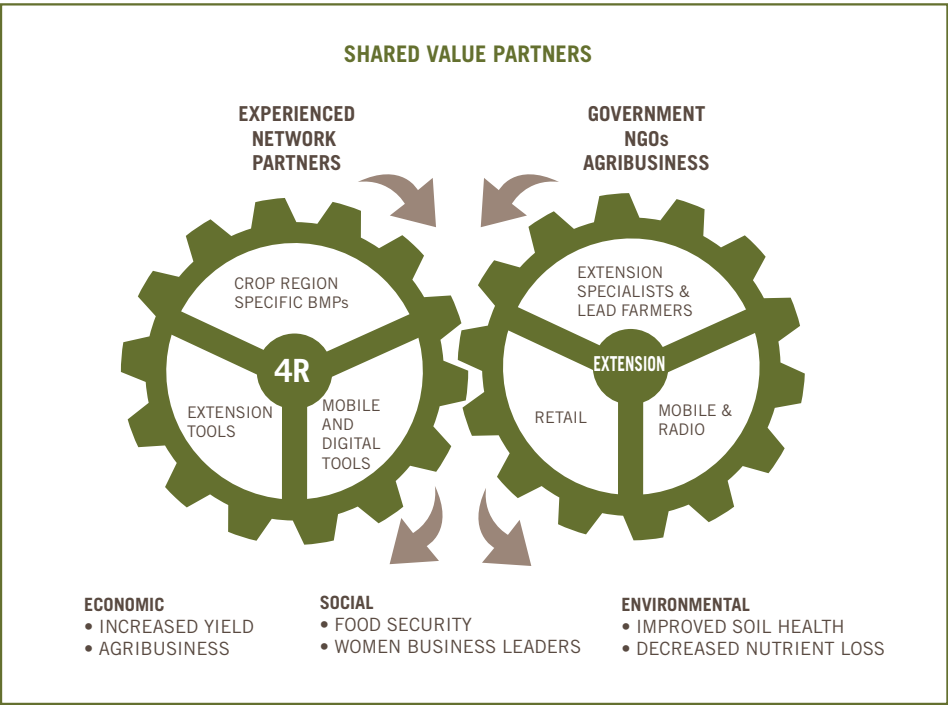 SHARED VALUE PARTNERS
EXPERIENCED
NETWORK
PARTNERS
GOVERNMENT
NGOs
AGRIBUSINESS
CROP REGION
SPECIFIC BMPs
4R
EXTENSION
TOOLS
MOBILE
AND
DIGITAL
TOOLS
EXTENSION
SPECIALISTS &
LEAD FARMERS
EXTENSION
RETAIL
MOBILE &
RADIO
ECONOMIC
• INCREASED YIELD
• AGRIBUSINESS
SOCIAL
• FOOD SECURITY
• WOMEN BUSINESS LEADERS
ENVIRONMENTAL
• IMPROVED SOIL HEALTH
• DECREASED NUTRIENT LOSS